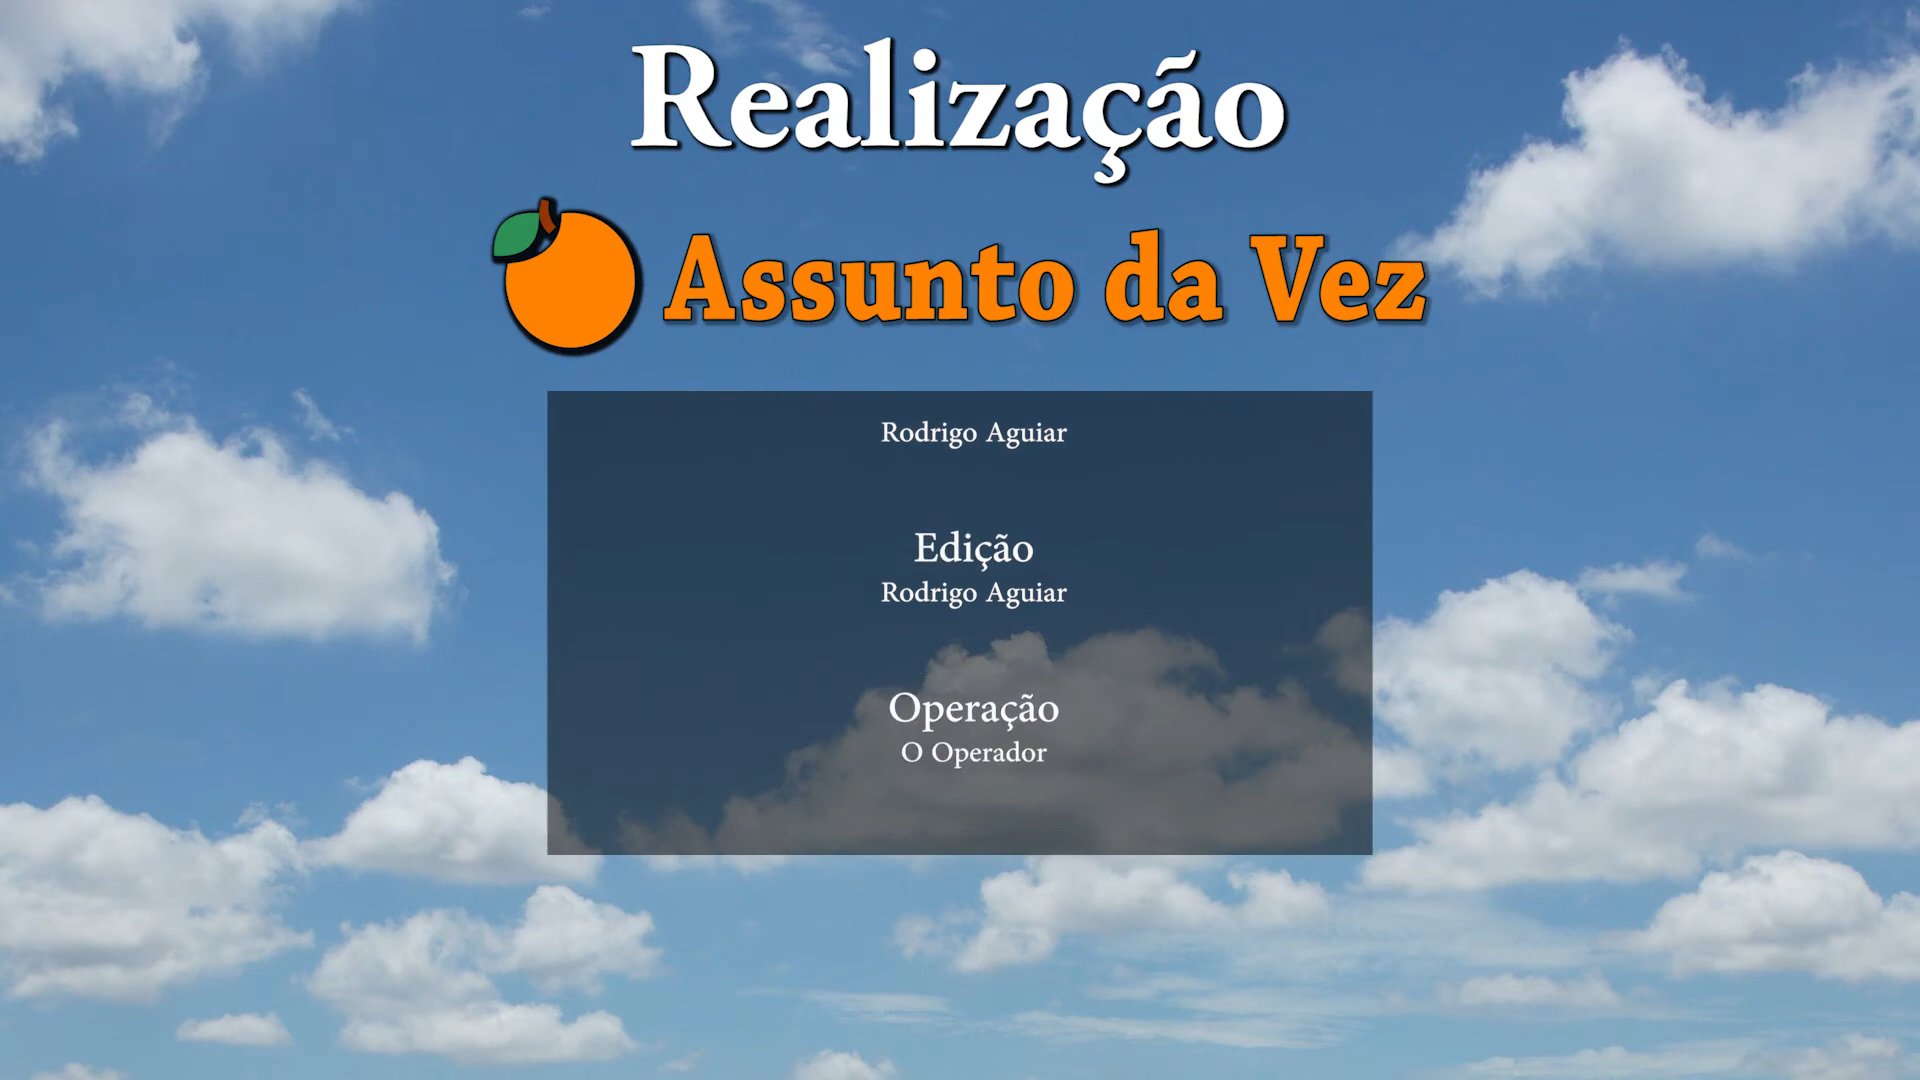 Realização
Assunto da Vez
Rodrigo Aguiar
Edição
Rodrigo Aguiar
Operação
O Operador